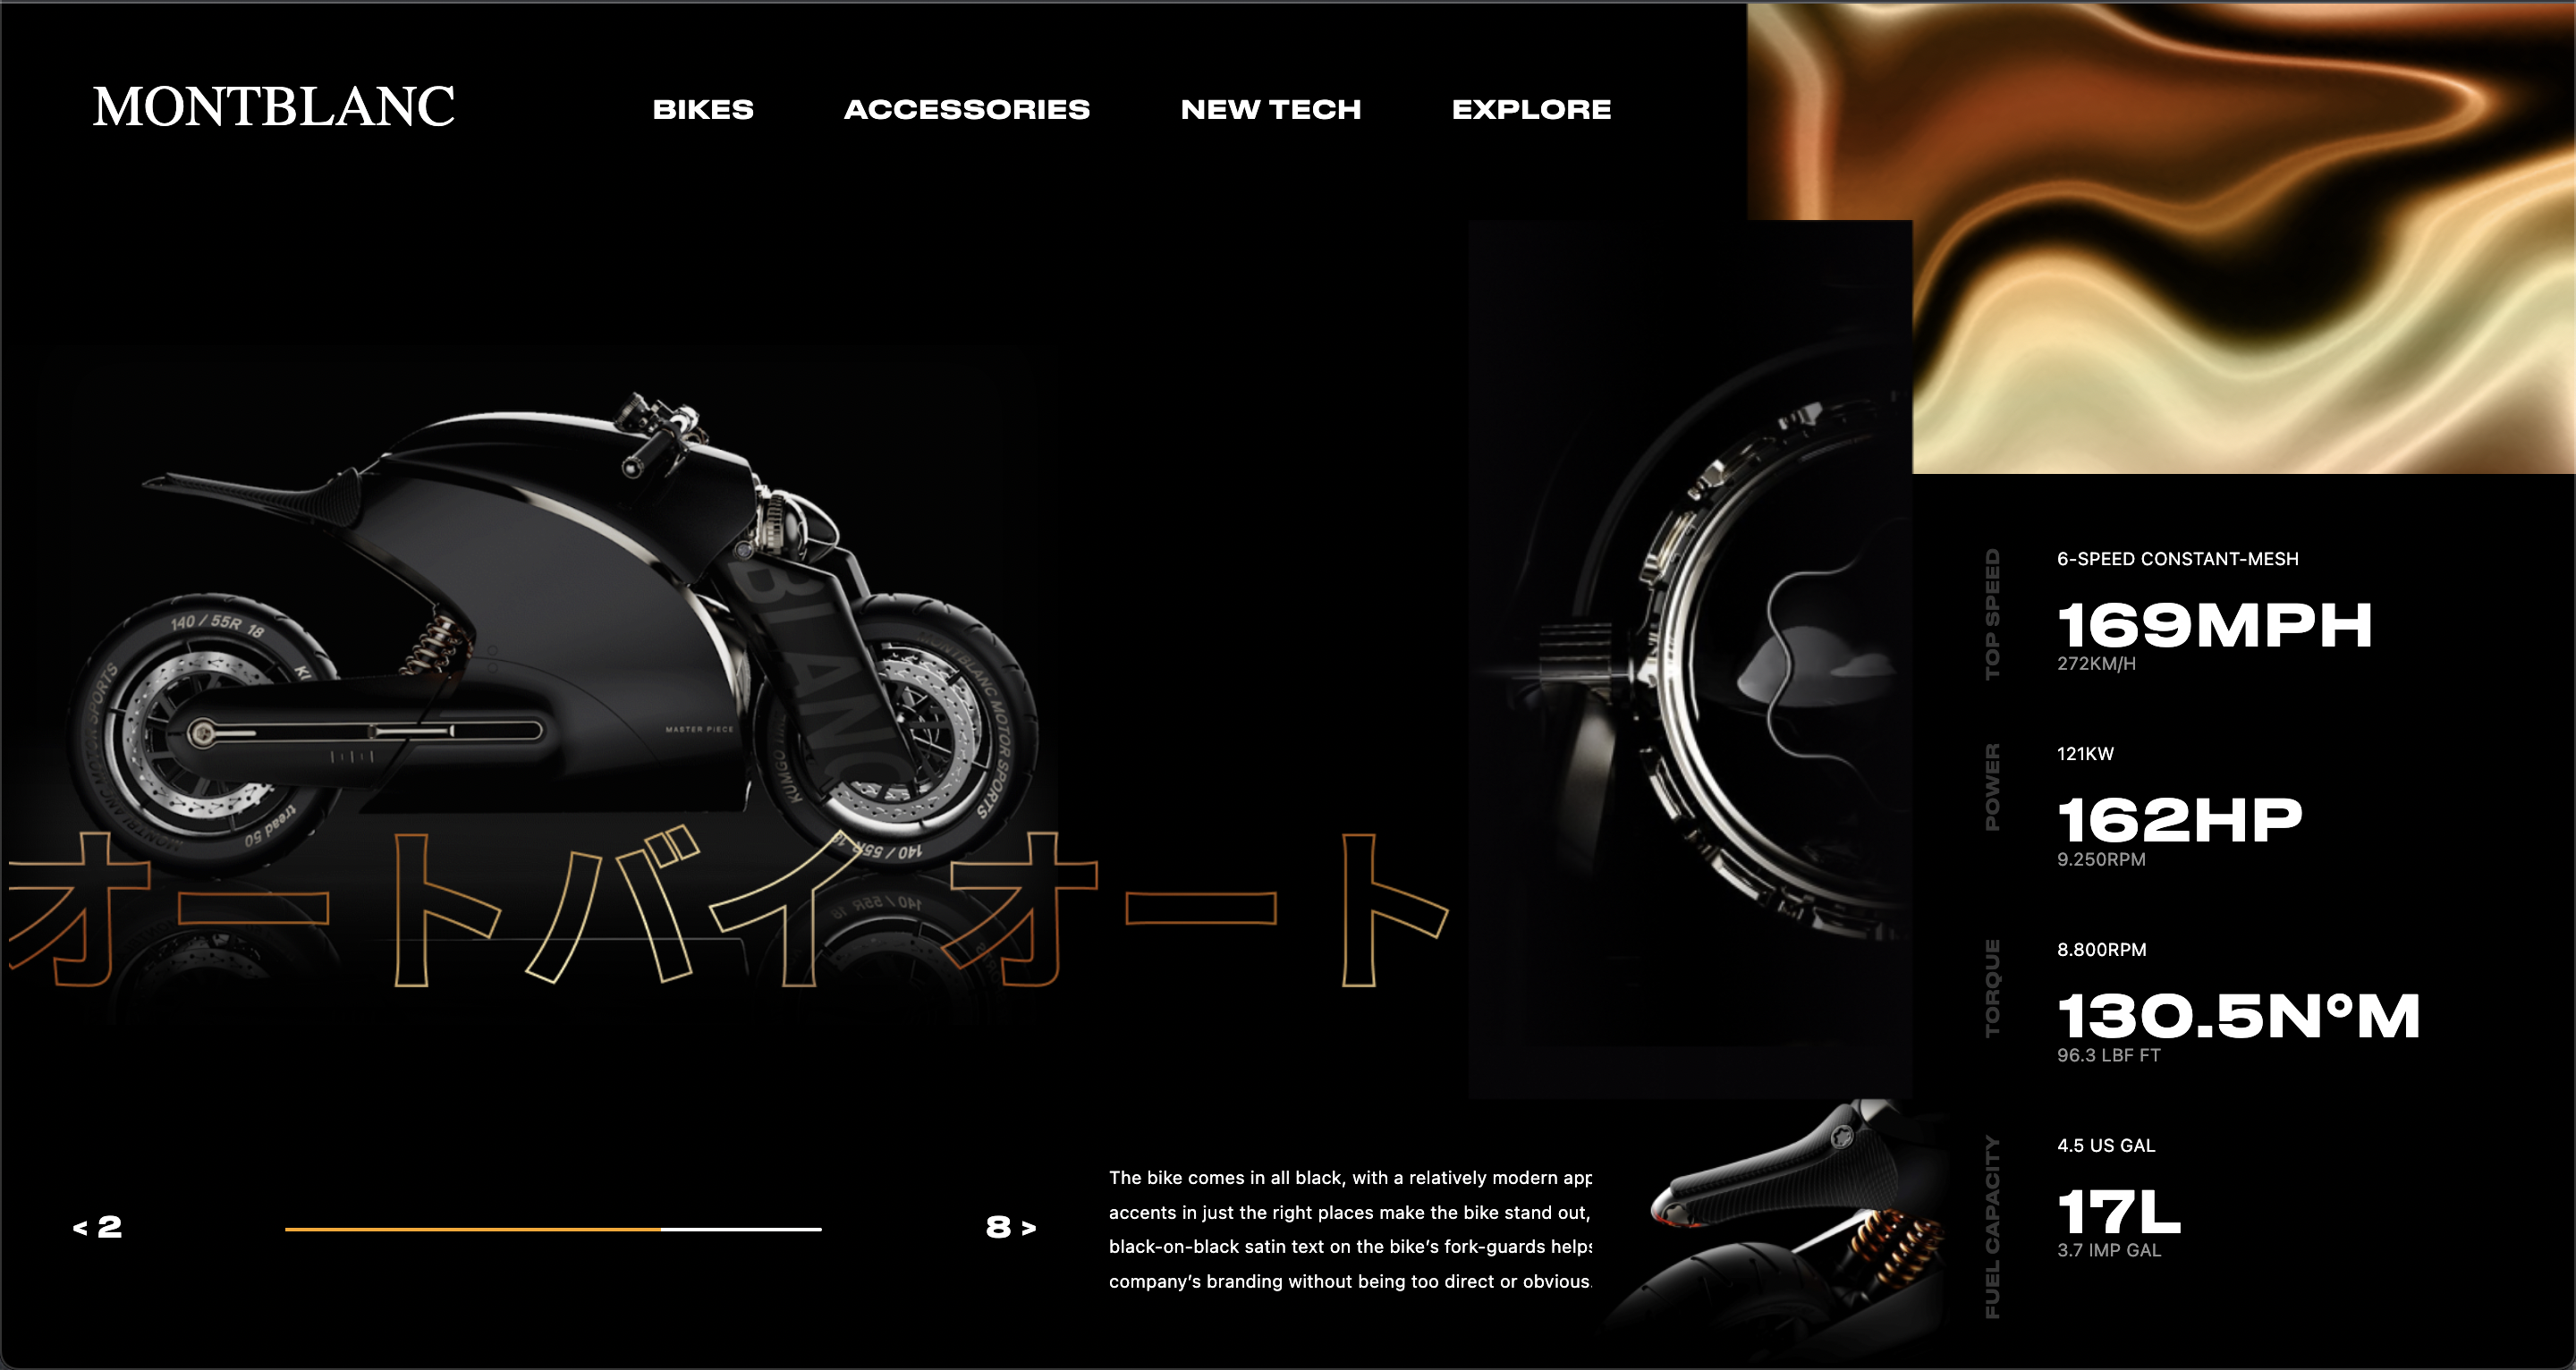 MONTBLANC
BIKES
ACCESSORIES
NEW TECH
EXPLORE
140 / 55R 18
tread 50
MASTER PIECE
MONTBLANC MOTOR SPORTS
140 / 55R 18
オートバイオート
< 2
8 >
The bike comes in all black, with a relatively modern app
accents in just the right places make the bike stand out,
black-on-black satin text on the bike's fork-guards helps
company's branding without being too direct or obvious.
TOP SPEED
6-SPEED CONSTANT-MESH
169MPH
272KM/H
POWER
121KW
162HP
9.250RPM
TORQUE
8.800RPM
130.5N°M
96.3 LBF FT
FUEL CAPACITY
4.5 US GAL
17L
3.7 IMP GAL